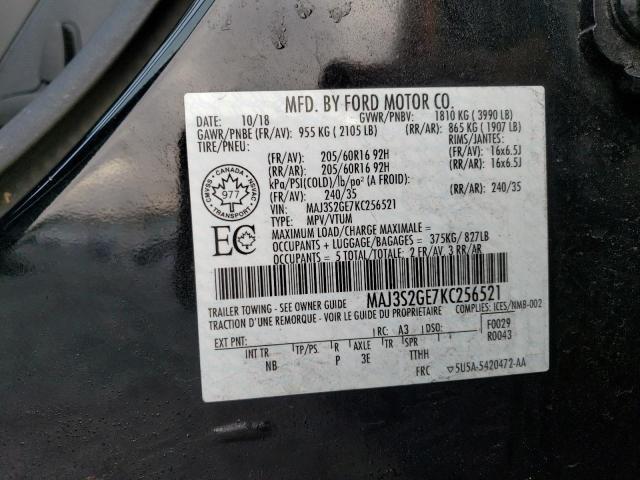 MFD. BY FORD MOTOR CO.
DATE: 10/18 GVWR/PNBV: 1810 KG ( 3990 LB)
GAWR/PNBE (FR/AV): 955 KG ( 2105 LB) (RR/AR): 865 KG ( 1907 LB)
TIRE/PNEU: RIMS/JANTES:
(FR/AV): 205/60R16 92H (FR/AV): 16x6.5J
(RR/AR): 205/60R16 92H (RR/AR): 16x6.5J
kPa/PSI(COLD)/lb/po² (A FROID):
(FR/AV): 240/35 (RR/AR): 240/35
VIN: MAJ3S2GE7KC256521
TYPE: MPV/VTUM
MAXIMUM LOAD/CHARGE MAXIMALE =
OCCUPANTS + LUGGAGE/BAGAGES = 375KG/ 827LB
OCCUPANTS = 5 TOTAL/TOTALE: 2 FR/AV, 3 RR/AR
CANADA
CMVSS NSVAC
977
TRANSPORT
EC
MAJ3S2GE7KC256521
TRAILER TOWING - SEE OWNER GUIDE COMPLIES: ICES/NMB-002
TRACTION D'UNE REMORQUE - VOIR LE GUIDE DU PROPRIETAIRE
EXT PNT: RC: A3 DSO: F0029
R0043
INT TR TP/PS. R AXLE TR SPR
NB P 3E TTHH
FRC ▽5U5A-5420472-AA